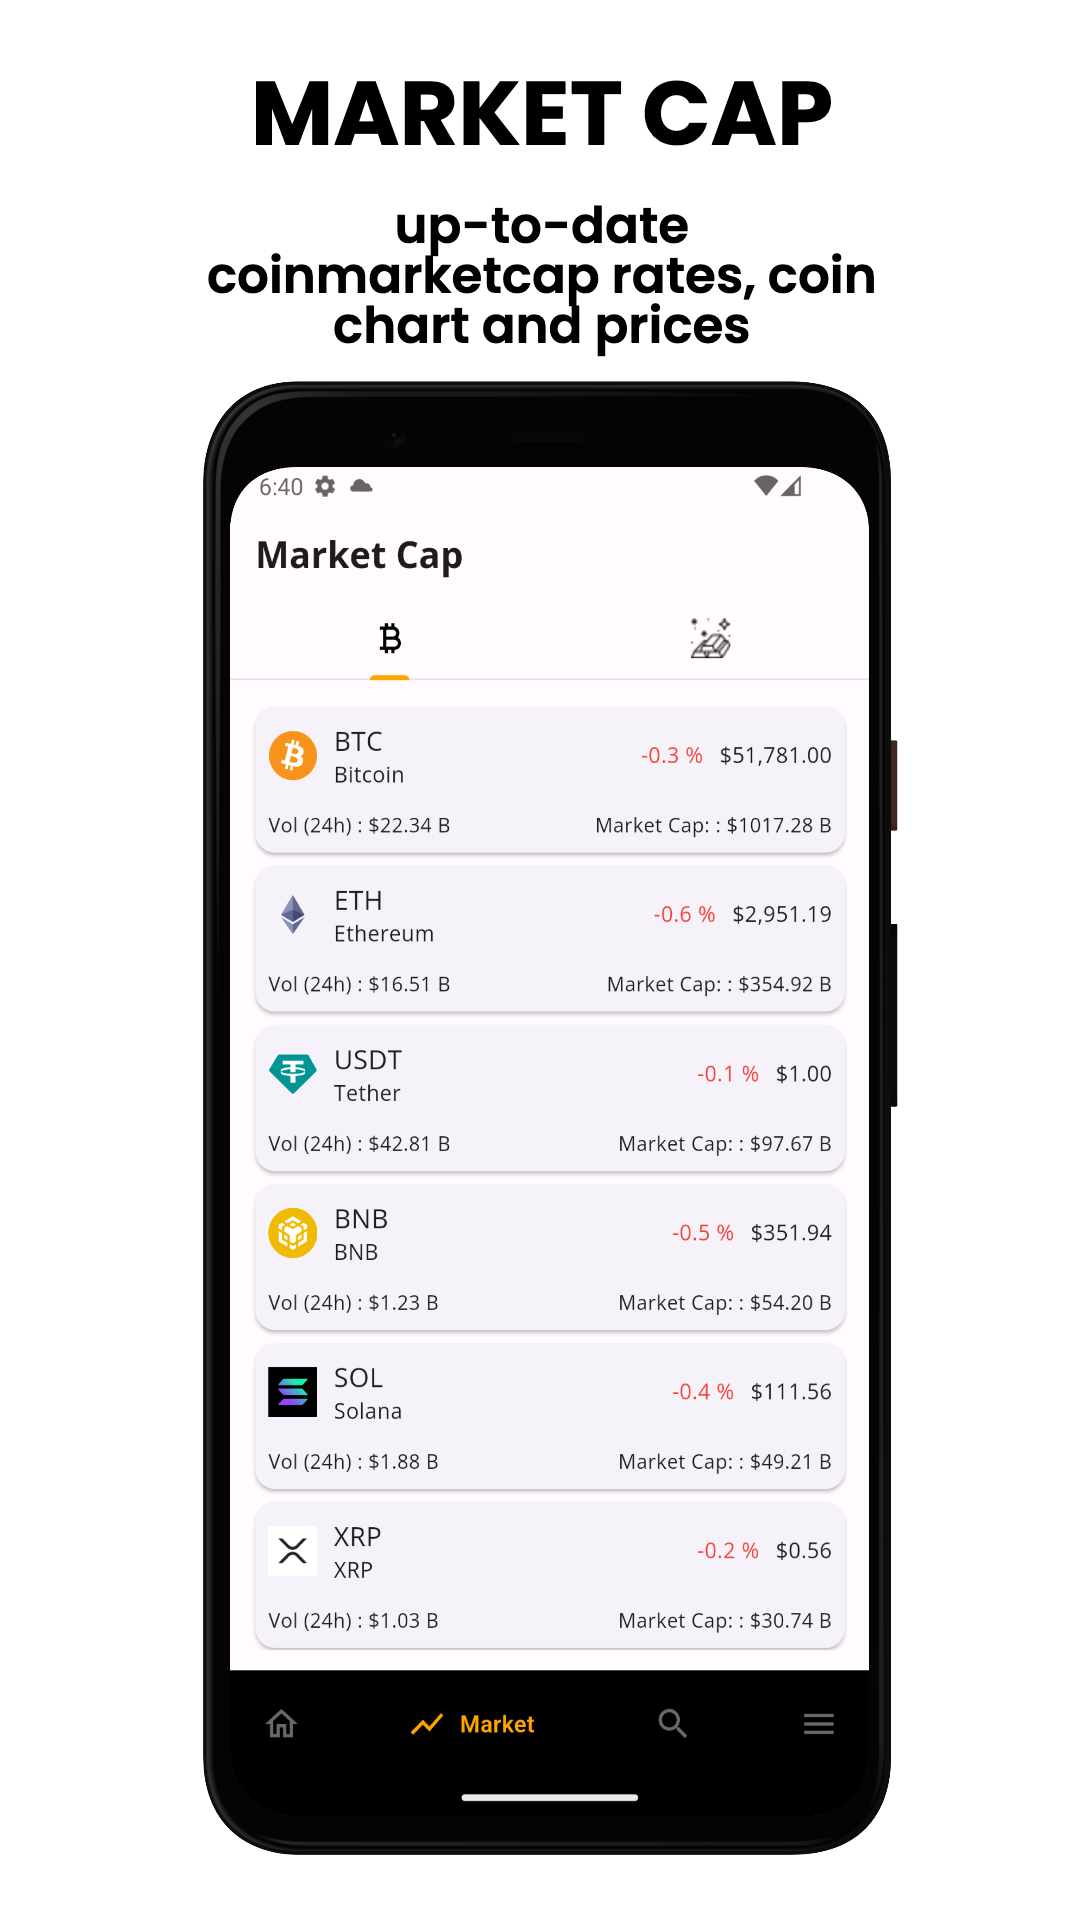 MARKET CAP
up-to-date
coinmarketcap rates, coin
chart and prices
6:40
Market Cap
BTC
-0.3 % $51,781.00
Bitcoin
Vol (24h) : $22.34 B Market Cap: : $1017.28 B
ETH
-0.6 % $2,951.19
Ethereum
Vol (24h) : $16.51 B Market Cap: : $354.92 B
USDT
-0.1 % $1.00
Tether
Vol (24h) : $42.81 B Market Cap: : $97.67 B
BNB
-0.5 % $351.94
BNB
Vol (24h) : $1.23 B Market Cap: : $54.20 B
SOL
-0.4 % $111.56
Solana
Vol (24h) : $1.88 B Market Cap: : $49.21 B
XRP
-0.2 % $0.56
XRP
Vol (24h) : $1.03 B Market Cap: : $30.74 B
Market